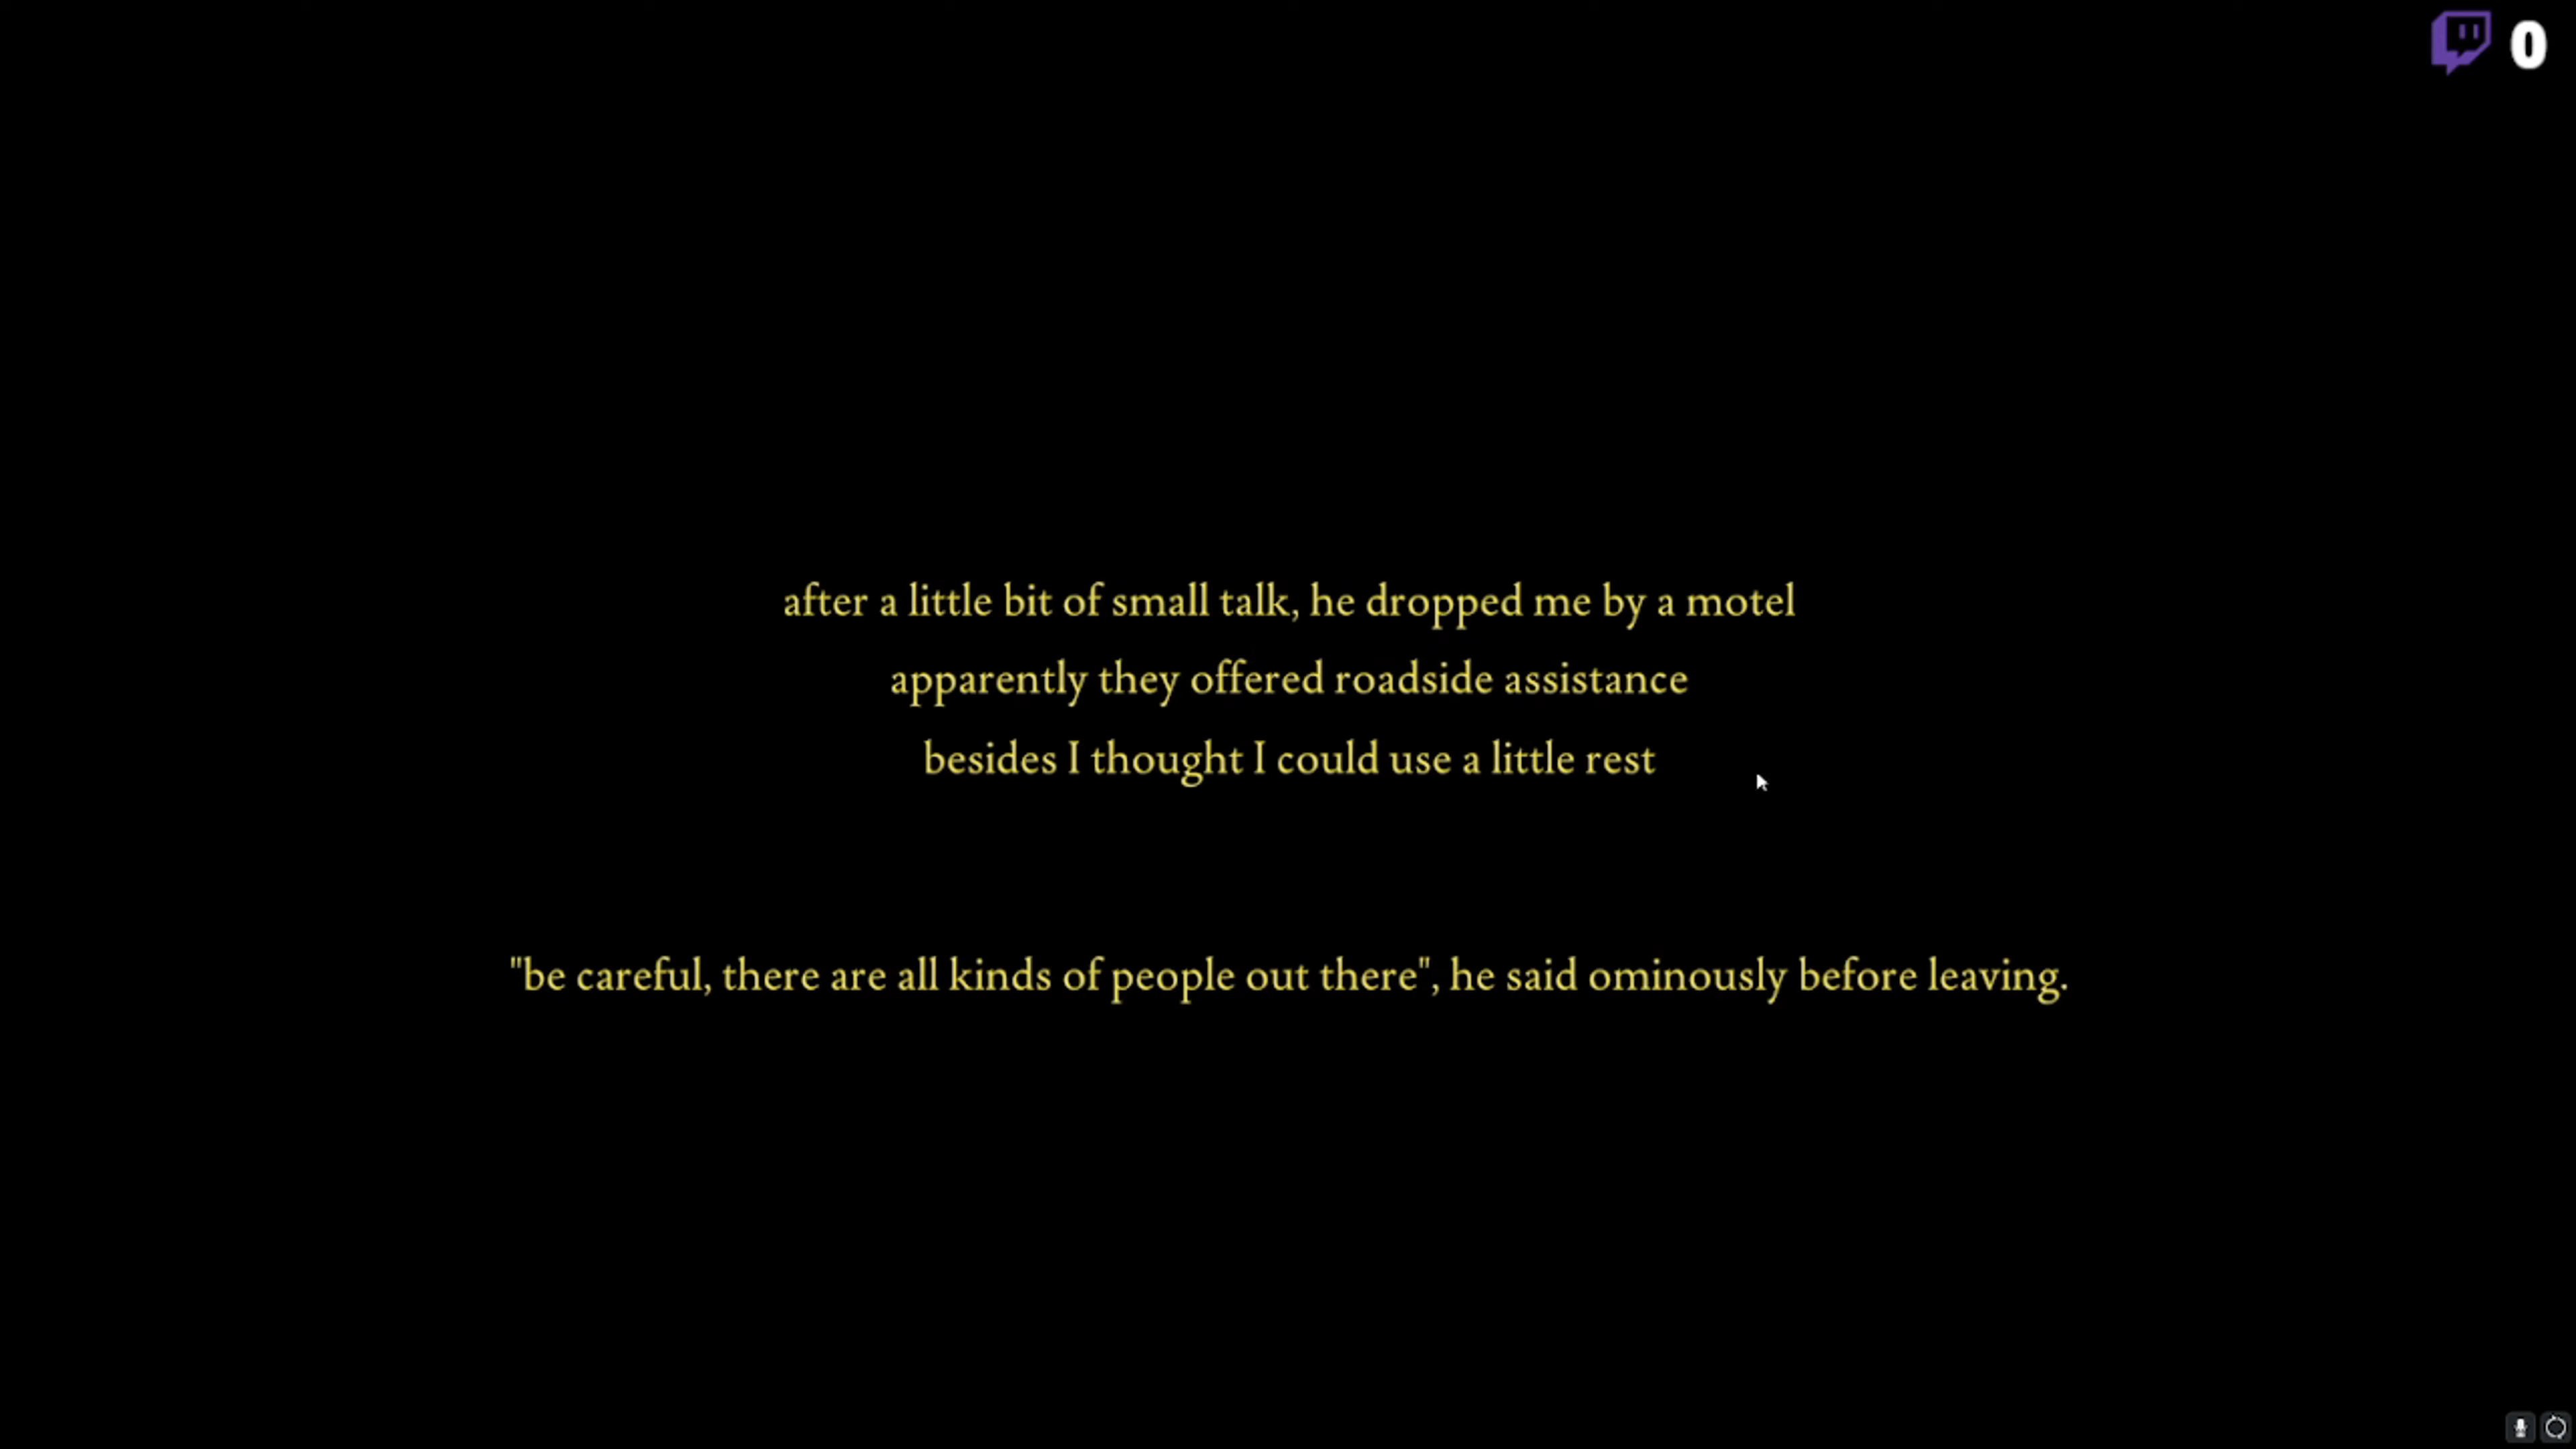 0
after a little bit of small talk, he dropped me by a motel
apparently they offered roadside assistance
besides I thought I could use a little rest
"be careful, there are all kinds of people out there", he said ominously before leaving.